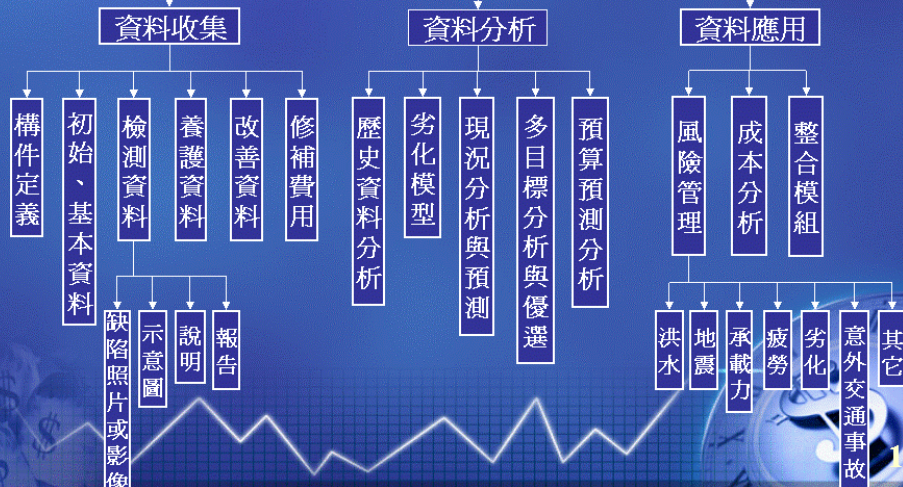 資料收集
資料分析
資料應用
構件定義
初始、基本資料
檢測資料
養護資料
改善資料
修補費用
歷史資料分析
劣化模型
現況分析與預測
多目標分析與優選
預算預測分析
風險管理
成本分析
整合模組
缺陷照片或影像
示意圖
說明
報告
洪水
地震
承載力
疲勞
劣化
意外交通事故
其它
1